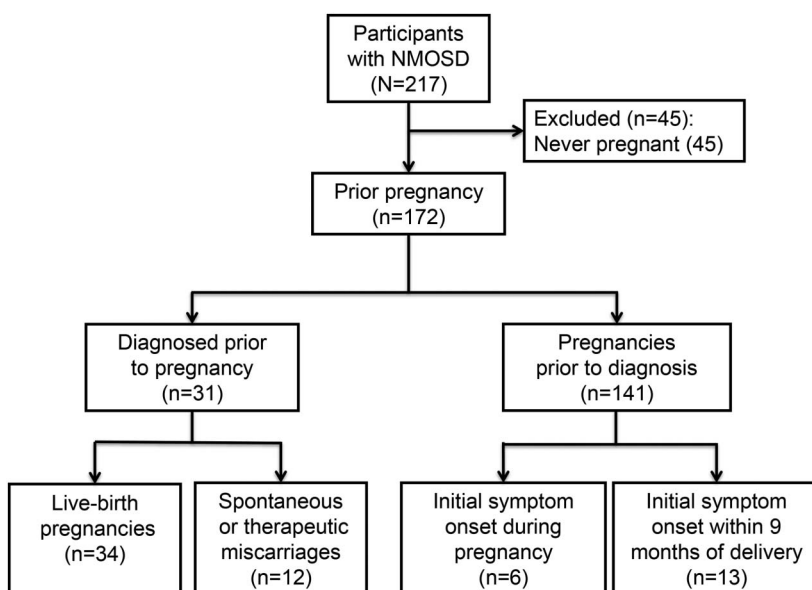 Participants
with NMOSD
(N=217)
Excluded (n=45):
Never pregnant (45)
Prior pregnancy
(n=172)
Diagnosed prior
to pregnancy
(n=31)
Pregnancies
prior to diagnosis
(n=141)
Live-birth
pregnancies
(n=34)
Spontaneous
or therapeutic
miscarriages
(n=12)
Initial symptom
onset during
pregnancy
(n=6)
Initial symptom
onset within 9
months of delivery
(n=13)